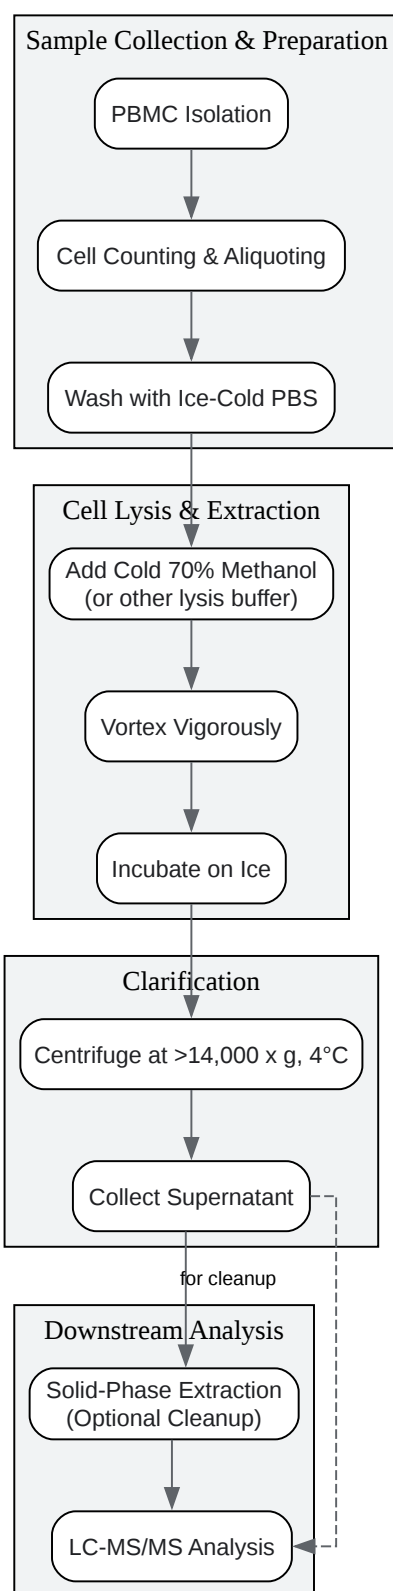 Sample Collection & Preparation
PBMC Isolation
Cell Counting & Aliquoting
Wash with Ice-Cold PBS
Cell Lysis & Extraction
Add Cold 70% Methanol
(or other lysis buffer)
Vortex Vigorously
Incubate on Ice
Clarification
Centrifuge at >14,000 x g, 4°C
Collect Supernatant
for cleanup
Downstream Analysis
Solid-Phase Extraction
(Optional Cleanup)
LC-MS/MS Analysis